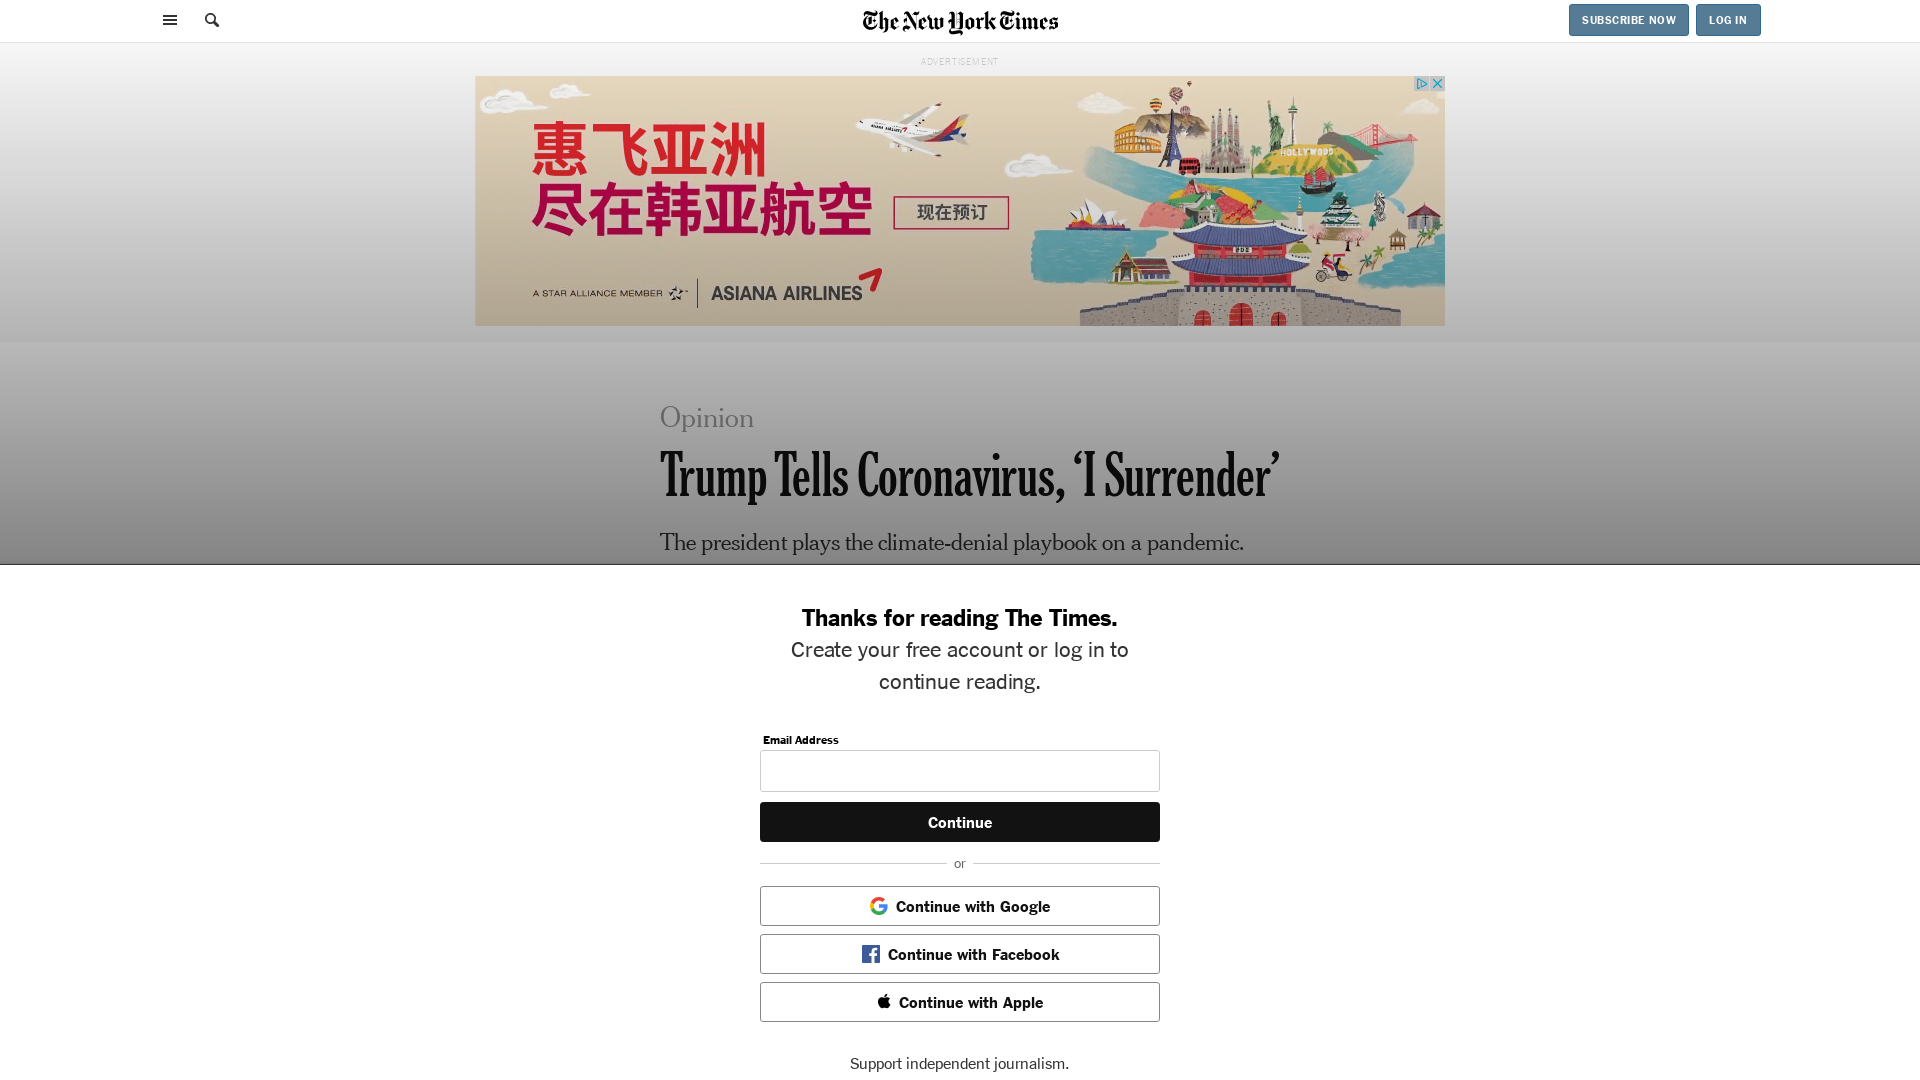 The New York Times
SUBSCRIBE NOW
LOG IN
ADVERTISEMENT
惠飞亚洲
尽在韩亚航空
现在预订
HOLLYWOOD
ASIANA AIRLINES
A STAR ALLIANCE MEMBER
ASIANA AIRLINES
Opinion
Trump Tells Coronavirus, ‘I Surrender’
The president plays the climate-denial playbook on a pandemic.
Thanks for reading The Times.
Create your free account or log in to
continue reading.
Email Address
Continue
or
Continue with Google
Continue with Facebook
Continue with Apple
Support independent journalism.